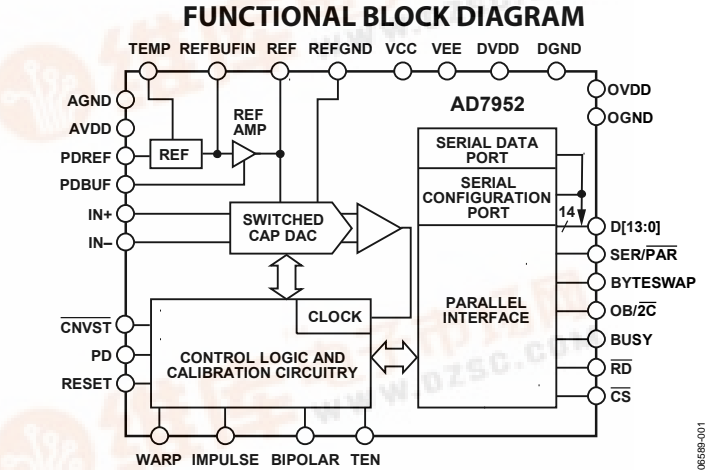 FUNCTIONAL BLOCK DIAGRAM
TEMP REFBUFIN REF REFGND VCC VEE DVDD DGND
AGND
AVDD
PDREF
PDBUF
IN+
IN–
CNVST
PD
RESET
REF
REF
AMP
SWITCHED
CAP DAC
CLOCK
CONTROL LOGIC AND
CALIBRATION CIRCUITRY
AD7952
SERIAL DATA
PORT
SERIAL
CONFIGURATION
PORT
14
PARALLEL
INTERFACE
OVDD
OGND
D[13:0]
SER/PAR
BYTESWAP
OB/2C
BUSY
RD
CS
WARP IMPULSE BIPOLAR TEN
06589-001
WWW.DZSC.COM